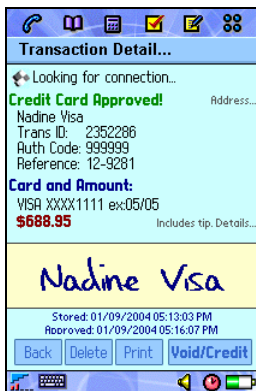 Transaction Detail...
Looking for connection...
Credit Card Approved! Address...
Nadine Visa
Trans ID: 2352286
Auth Code: 999999
Reference: 12-9281
Card and Amount:
VISA XXXX1111 ex:05/05
$688.95 Includes tip. Details...
Nadine Visa
Stored: 01/09/2004 05:13:03 PM
Approved: 01/09/2004 05:16:07 PM
Back Delete Print Void/Credit